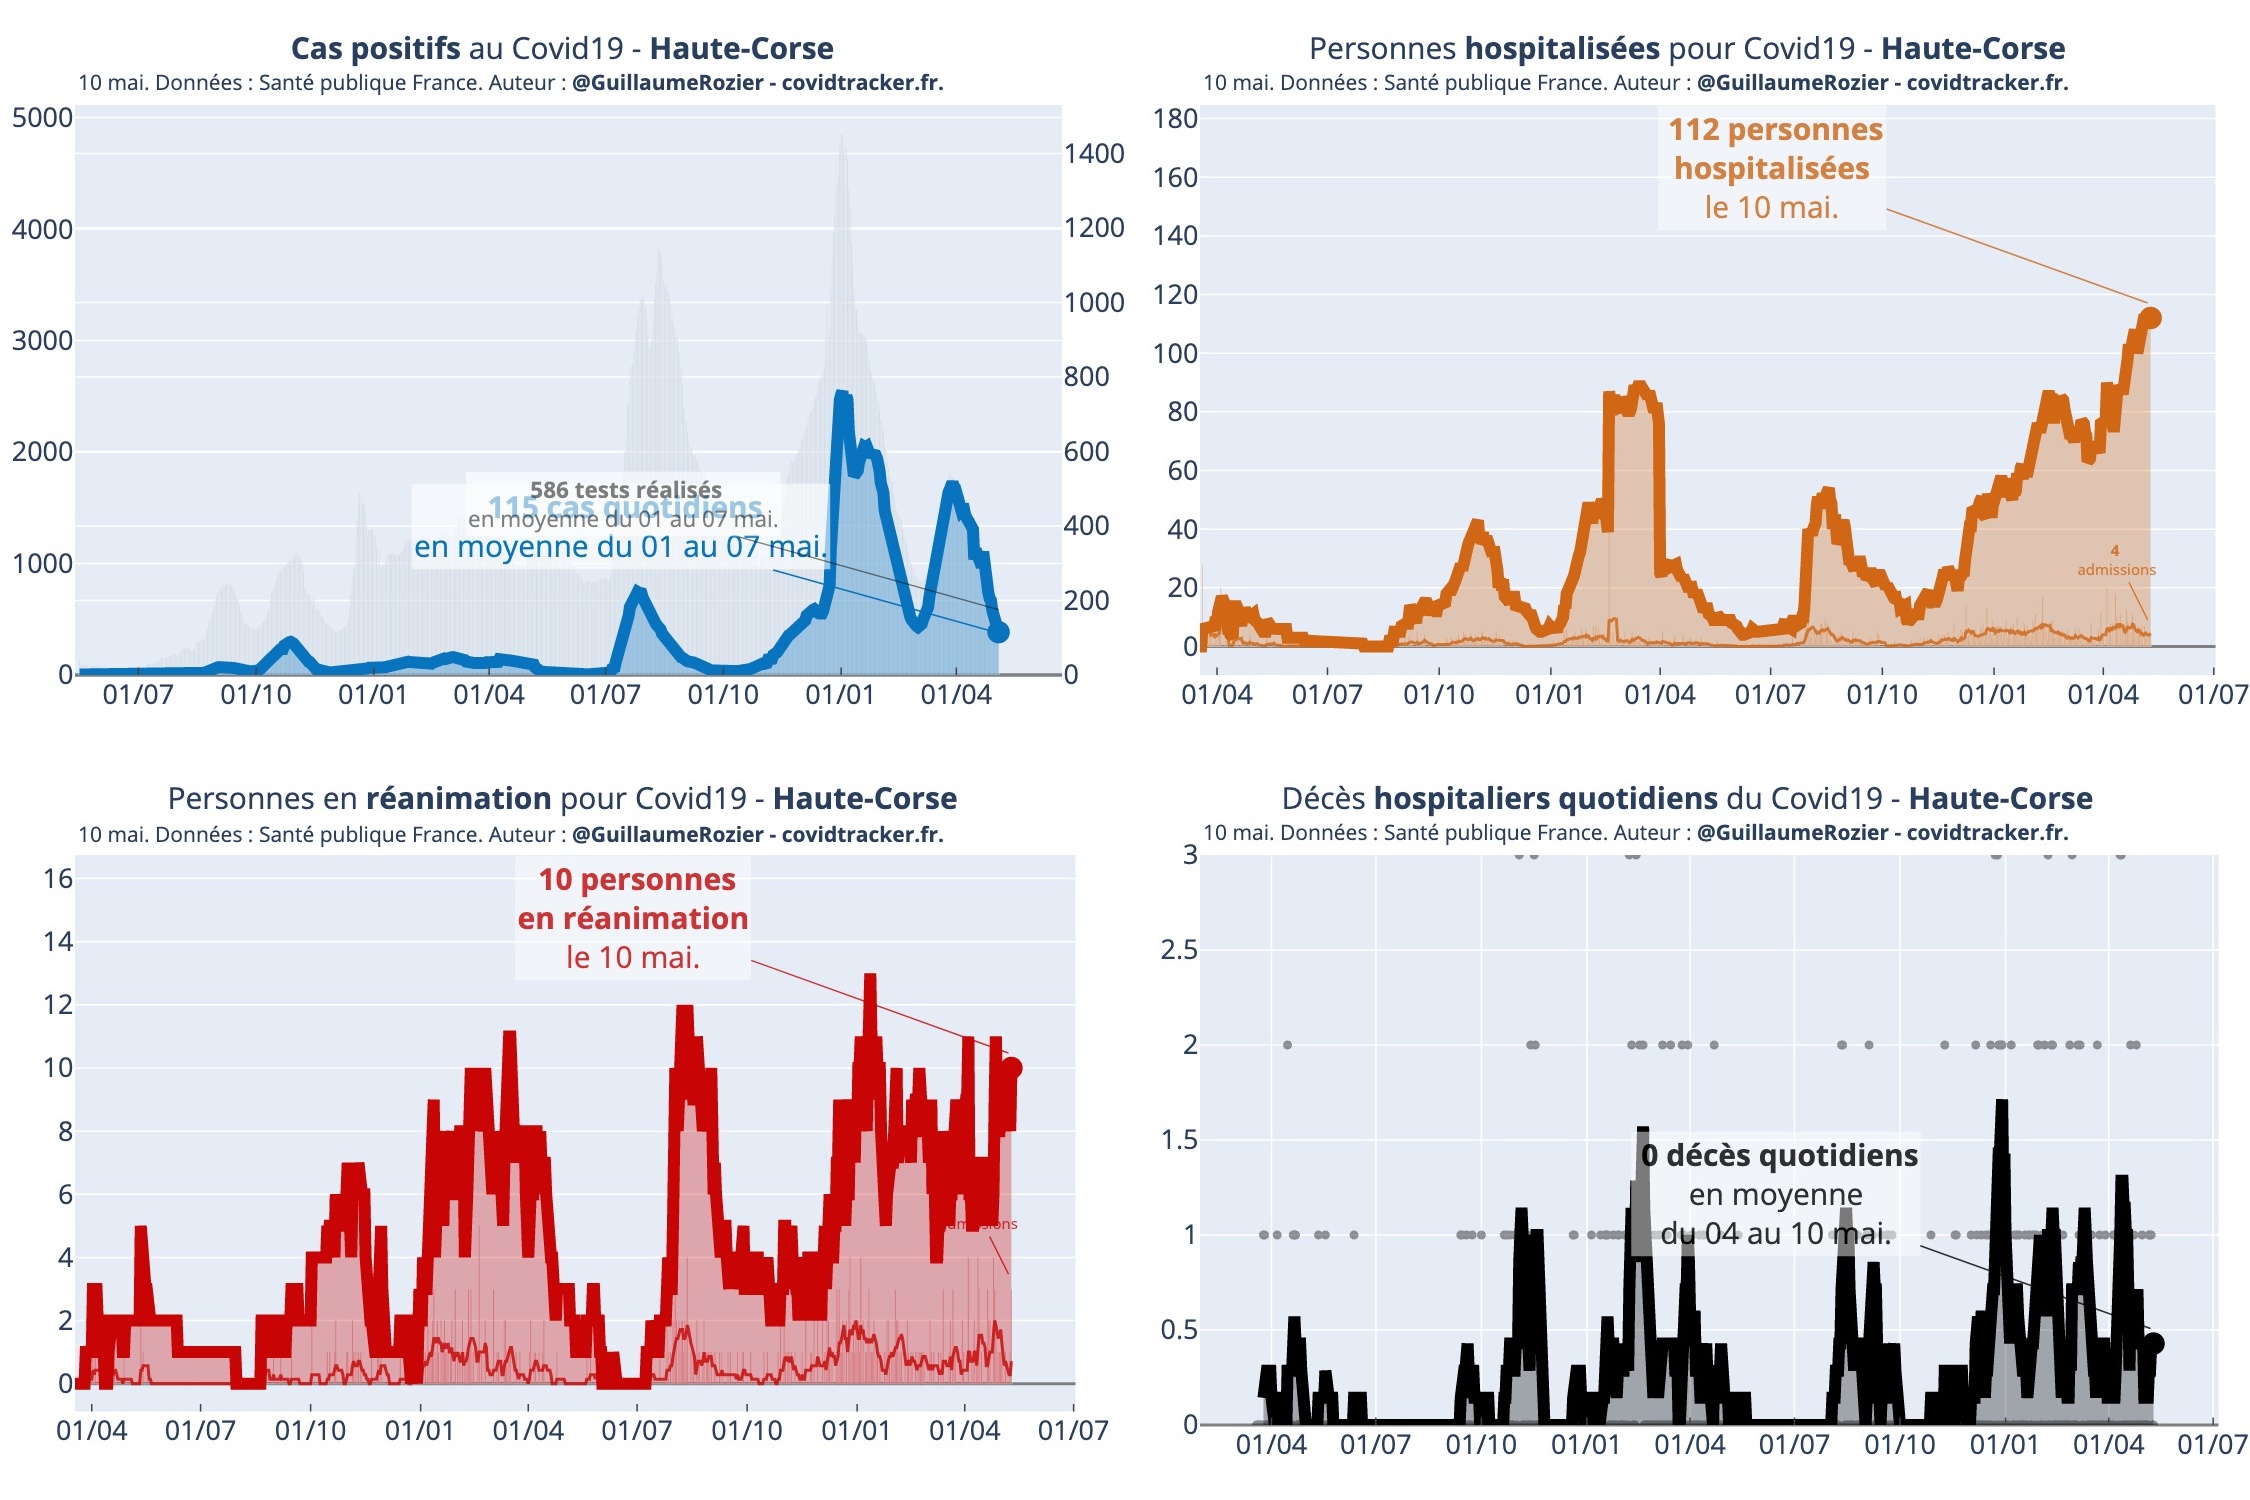 Cas positifs au Covid19 - Haute-Corse
10 mai. Données : Santé publique France. Auteur : @GuillaumeRozier - covidtracker.fr.
5000
4000
3000
2000
1000
0
1400
1200
1000
800
600
400
200
0
586 tests réalisés
en moyenne du 01 au 07 mai.
115 cas quotidiens
en moyenne du 01 au 07 mai.
01/07 01/10 01/01 01/04 01/07 01/10 01/01 01/04
Personnes hospitalisées pour Covid19 - Haute-Corse
10 mai. Données : Santé publique France. Auteur : @GuillaumeRozier - covidtracker.fr.
180
160
140
120
100
80
60
40
20
0
112 personnes
hospitalisées
le 10 mai.
4
admissions
01/04 01/07 01/10 01/01 01/04 01/07 01/10 01/01 01/04 01/07
Personnes en réanimation pour Covid19 - Haute-Corse
10 mai. Données : Santé publique France. Auteur : @GuillaumeRozier - covidtracker.fr.
16
14
12
10
8
6
4
2
0
10 personnes
en réanimation
le 10 mai.
admissions
01/04 01/07 01/10 01/01 01/04 01/07 01/10 01/01 01/04 01/07
Décès hospitaliers quotidiens du Covid19 - Haute-Corse
10 mai. Données : Santé publique France. Auteur : @GuillaumeRozier - covidtracker.fr.
3
2.5
2
1.5
1
0.5
0
0 décès quotidiens
en moyenne
du 04 au 10 mai.
01/04 01/07 01/10 01/01 01/04 01/07 01/10 01/01 01/04 01/07